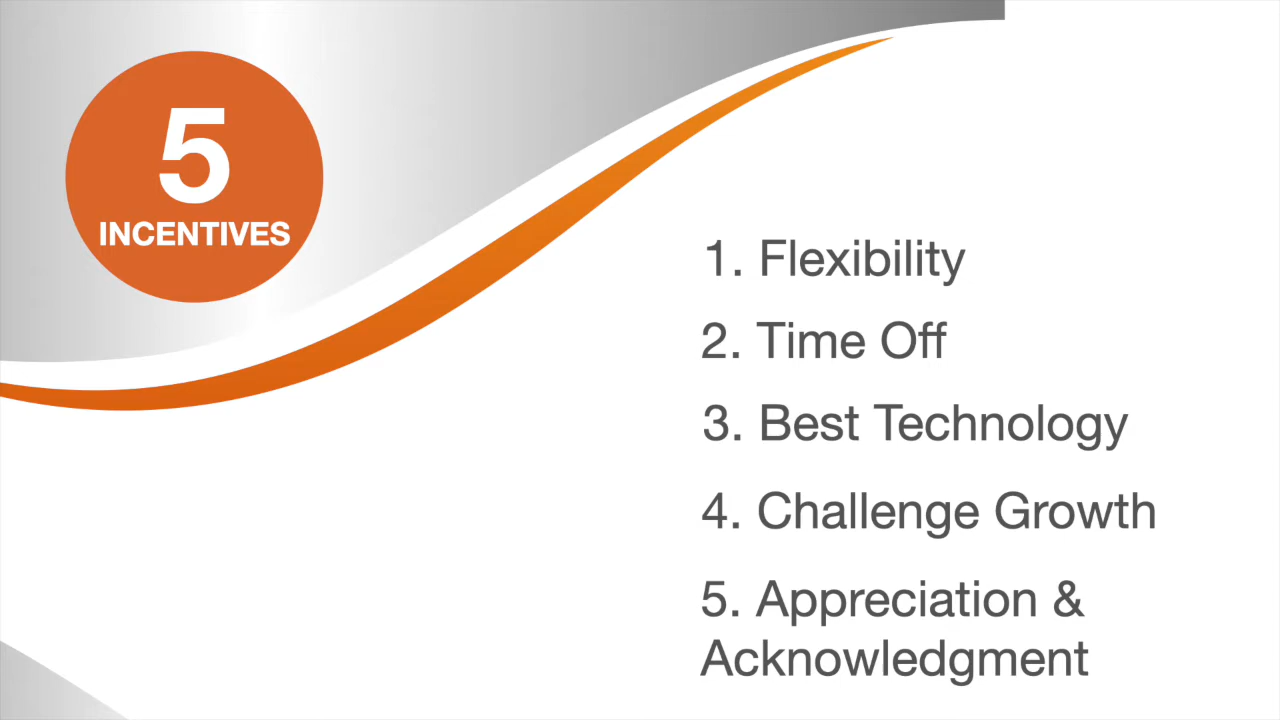 5
INCENTIVES
1. Flexibility
2. Time Off
3. Best Technology
4. Challenge Growth
5. Appreciation &
Acknowledgment